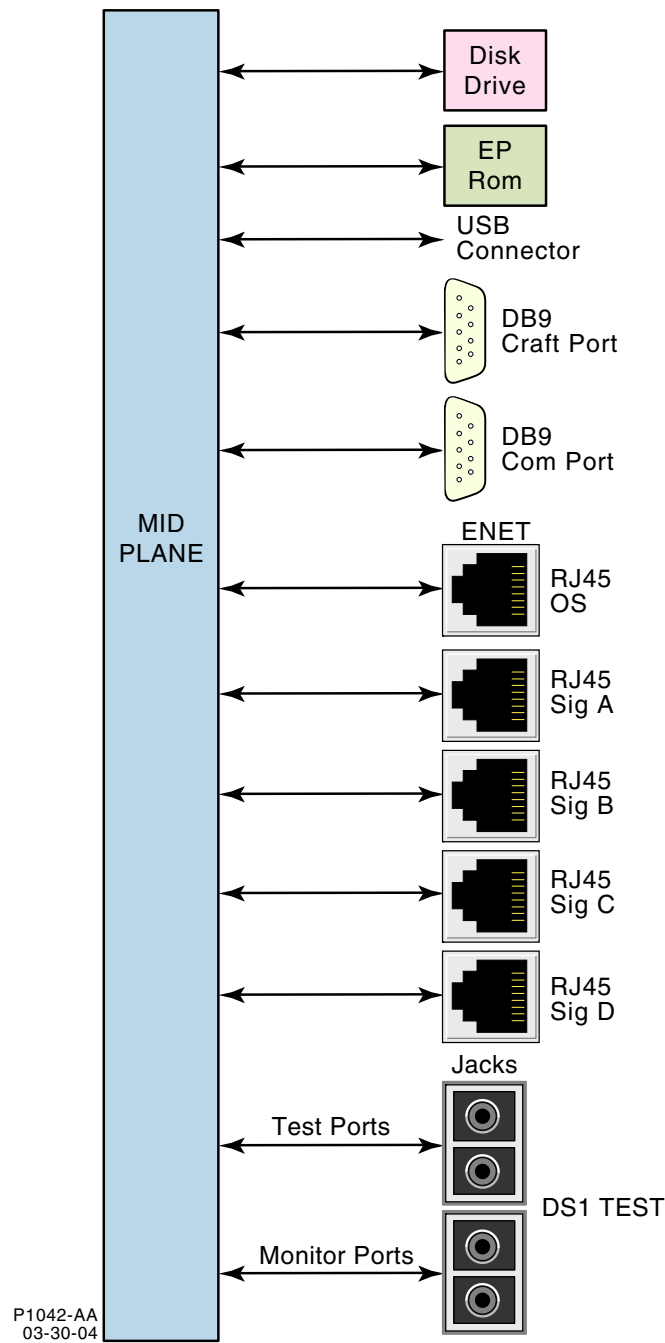 Disk
Drive
EP
Rom
USB
Connector
DB9
Craft Port
DB9
Com Port
MID
PLANE
ENET
RJ45
OS
RJ45
Sig A
RJ45
Sig B
RJ45
Sig C
RJ45
Sig D
Jacks
Test Ports
DS1 TEST
Monitor Ports
P1042-AA
03-30-04